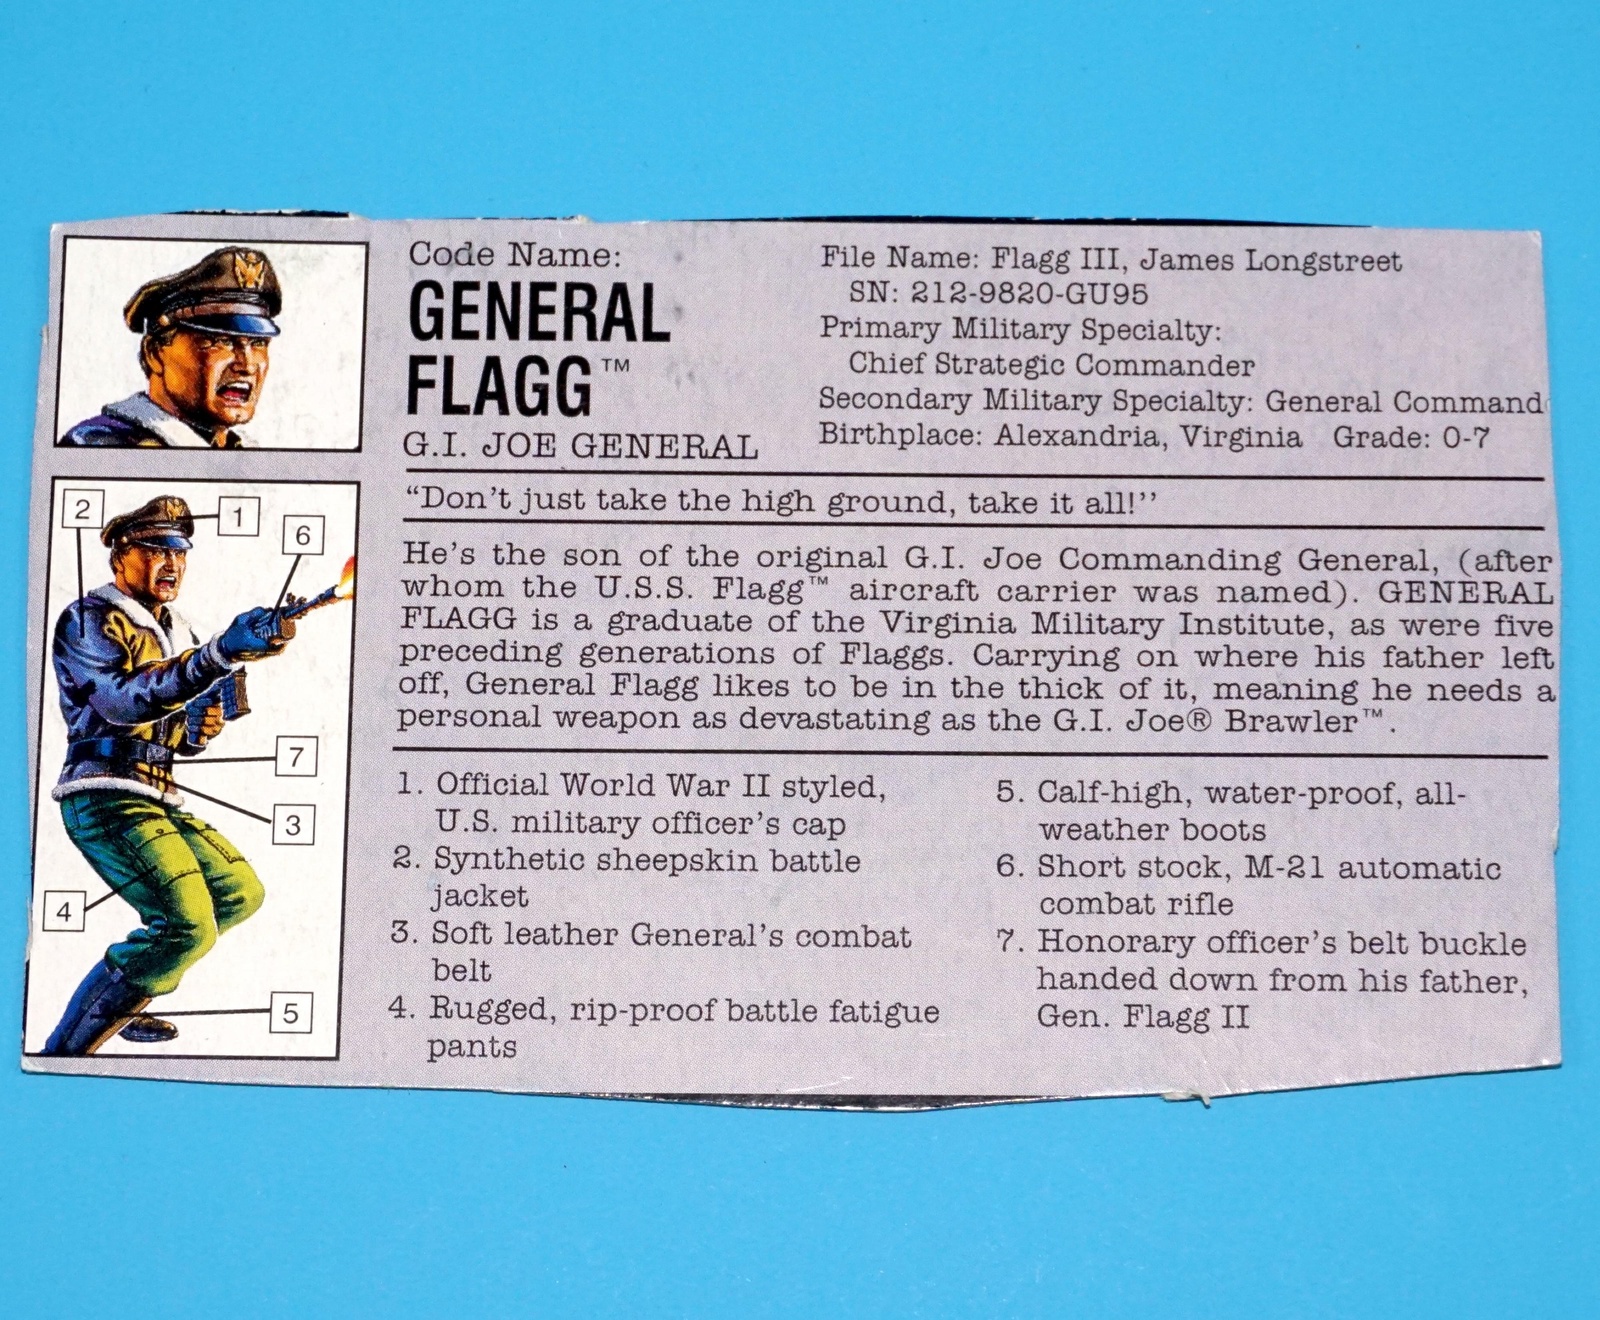 Code Name:
GENERAL
FLAGG™
G.I. JOE GENERAL
File Name: Flagg III, James Longstreet
SN: 212-9820-GU95
Primary Military Specialty:
Chief Strategic Commander
Secondary Military Specialty: General Command
Birthplace: Alexandria, Virginia Grade: O-7
2
1
6
7
3
4
5
“Don't just take the high ground, take it all!”
He's the son of the original G.I. Joe Commanding General, (after
whom the U.S.S. Flagg™ aircraft carrier was named). GENERAL
FLAGG is a graduate of the Virginia Military Institute, as were five
preceding generations of Flaggs. Carrying on where his father left
off, General Flagg likes to be in the thick of it, meaning he needs a
personal weapon as devastating as the G.I. Joe® Brawler™.
1. Official World War II styled,
U.S. military officer's cap
2. Synthetic sheepskin battle
jacket
3. Soft leather General's combat
belt
4. Rugged, rip-proof battle fatigue
pants
5. Calf-high, water-proof, all-
weather boots
6. Short stock, M-21 automatic
combat rifle
7. Honorary officer's belt buckle
handed down from his father,
Gen. Flagg II